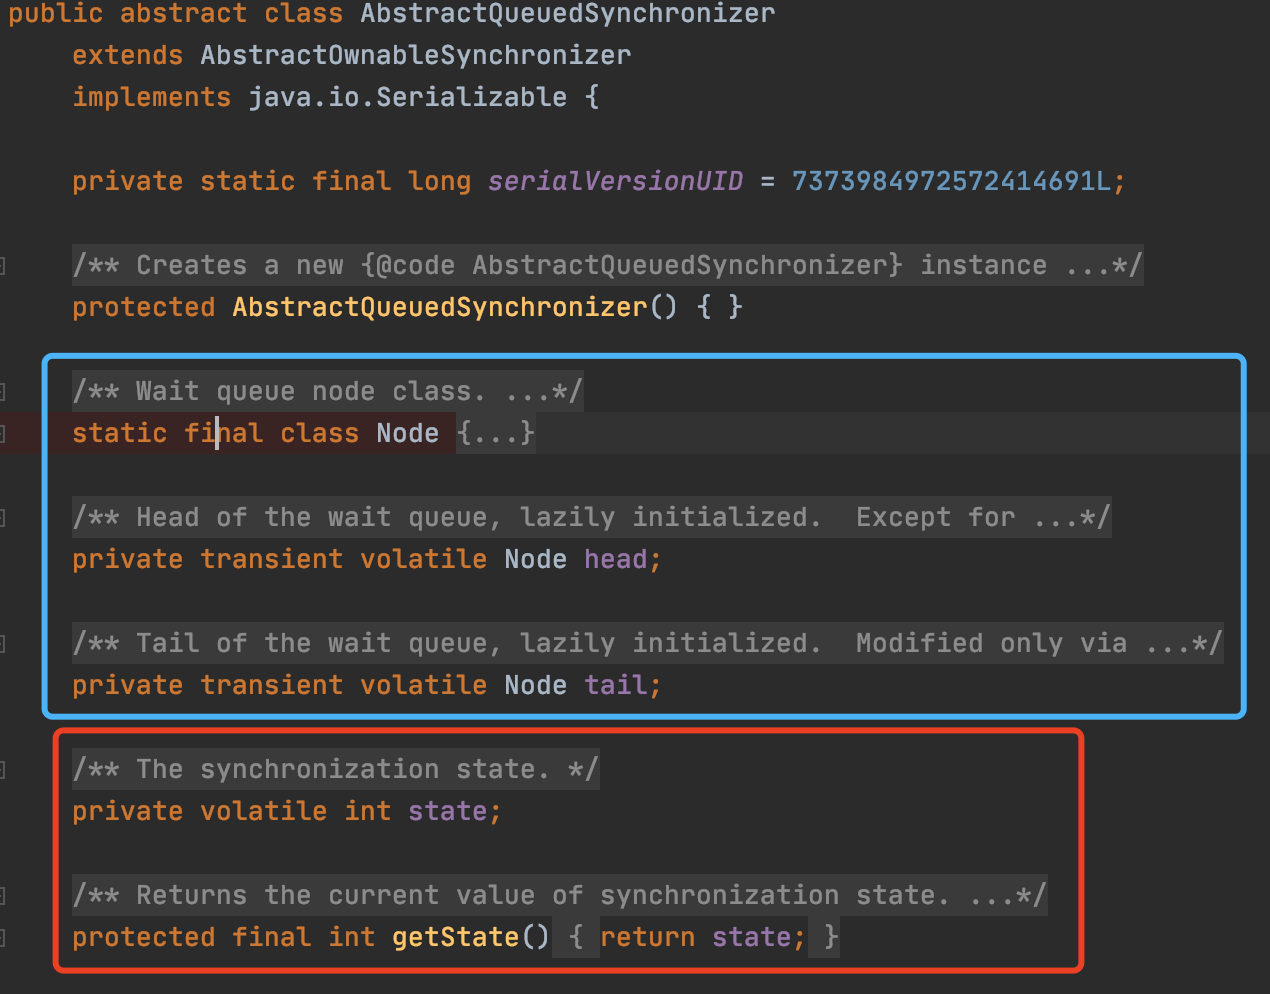 public abstract class AbstractQueuedSynchronizer
extends AbstractOwnableSynchronizer
implements java.io.Serializable {
private static final long serialVersionUID = 7373984972572414691L;
/** Creates a new {@code AbstractQueuedSynchronizer} instance ...*/
protected AbstractQueuedSynchronizer() { }
/** Wait queue node class. ...*/
static final class Node {...}
/** Head of the wait queue, lazily initialized.  Except for ...*/
private transient volatile Node head;
/** Tail of the wait queue, lazily initialized.  Modified only via ...*/
private transient volatile Node tail;
/** The synchronization state. */
private volatile int state;
/** Returns the current value of synchronization state. ...*/
protected final int getState() { return state; }